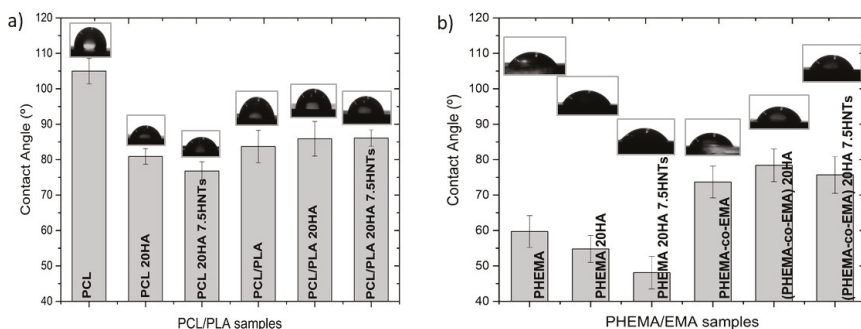 a)
120
110
100
90
80
70
60
50
40
Contact Angle (º)
PCL
PCL 20HA
PCL 20HA 7.5HNTs
PCL/PLA
PCL/PLA 20HA
PCL/PLA 20HA 7.5HNTs
PCL/PLA samples
b)
120
110
100
90
80
70
60
50
40
Contact Angle (º)
PHEMA
PHEMA 20HA
PHEMA 20HA 7.5HNTs
PHEMA-co-EMA
(PHEMA-co-EMA) 20HA
(PHEMA-co-EMA) 20HA 7.5HNTs
PHEMA/EMA samples